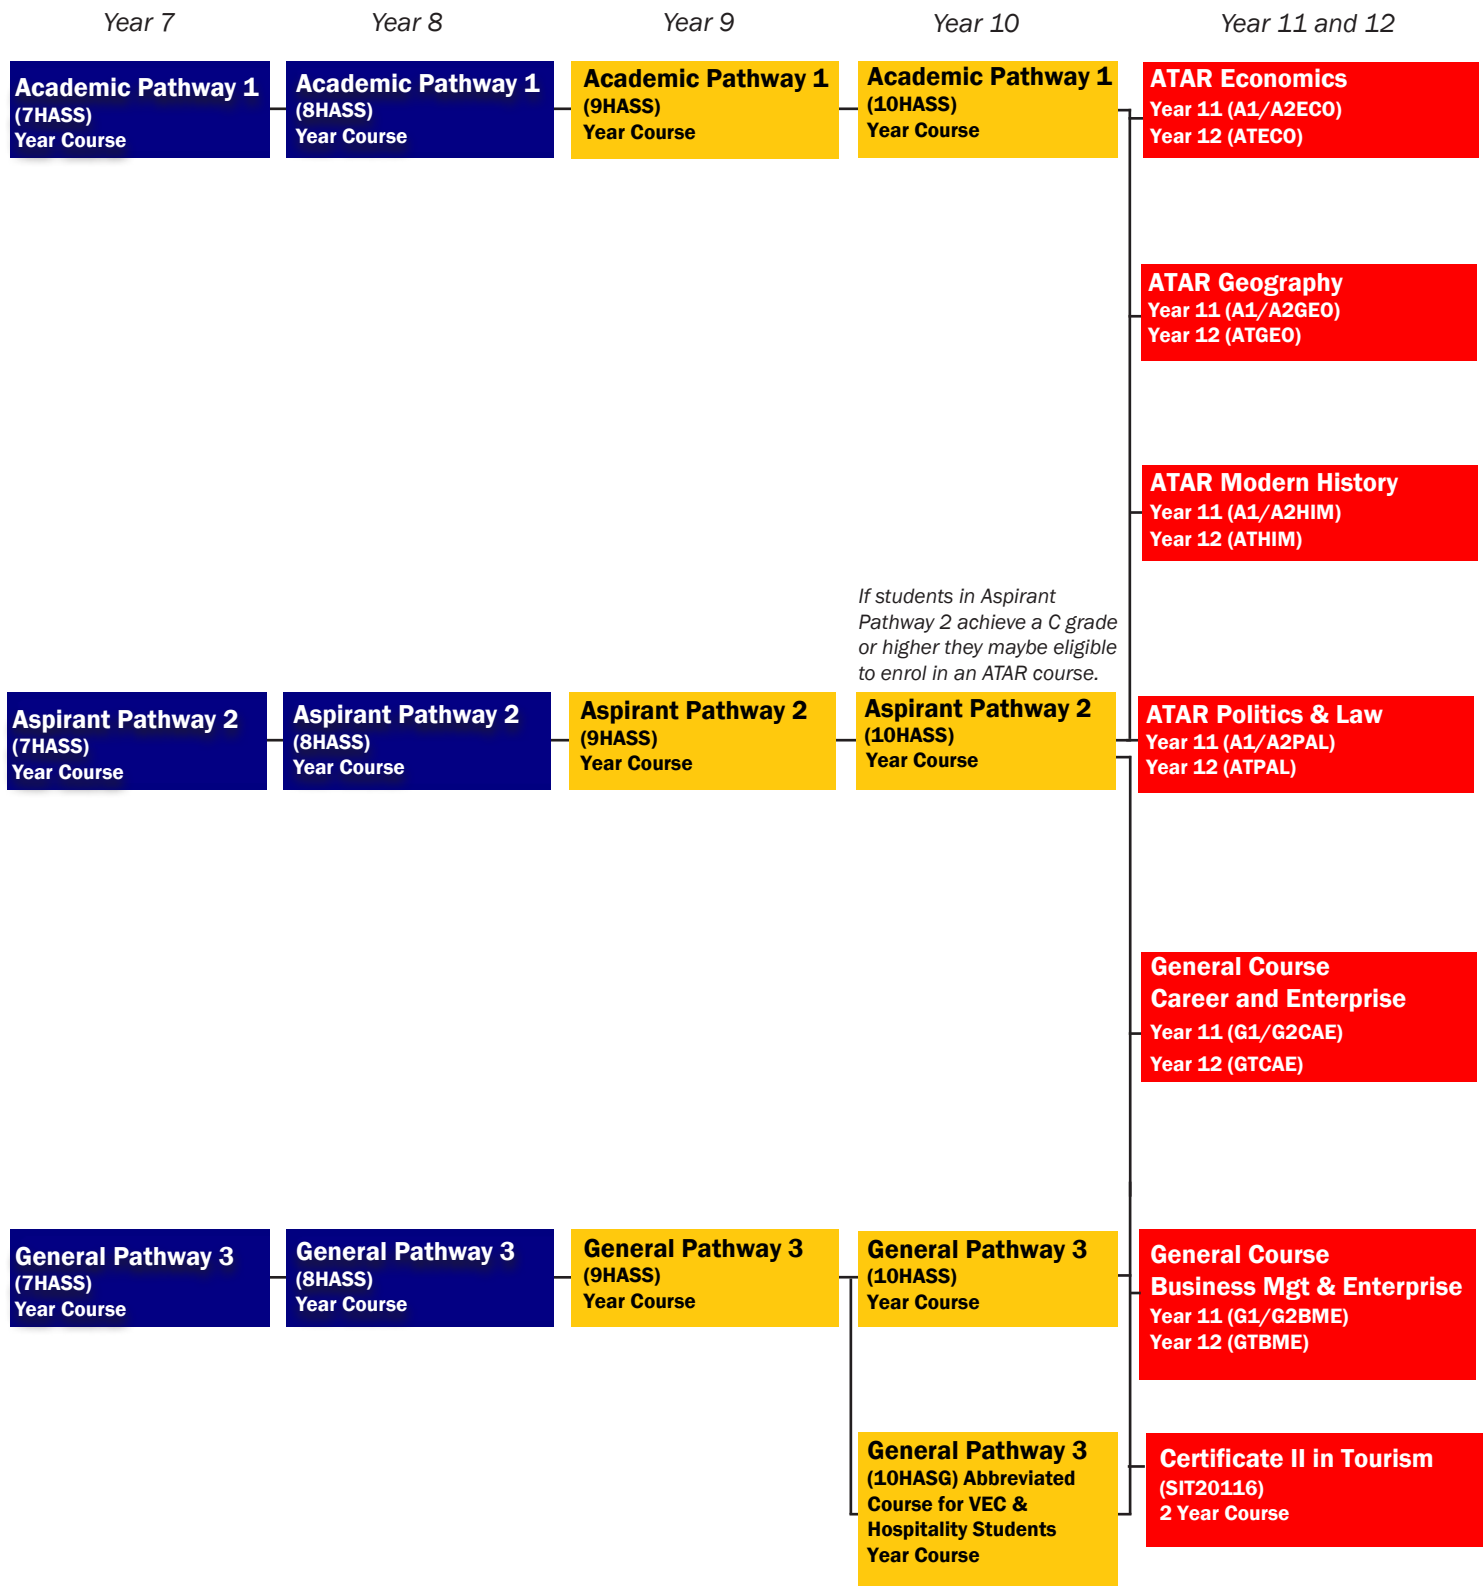 Year 7
Year 8
Year 9
Year 10
Year 11 and 12
Academic Pathway 1
(7HASS)
Year Course
Academic Pathway 1
(8HASS)
Year Course
Academic Pathway 1
(9HASS)
Year Course
Academic Pathway 1
(10HASS)
Year Course
ATAR Economics
Year 11 (A1/A2ECO)
Year 12 (ATECO)
ATAR Geography
Year 11 (A1/A2GEO)
Year 12 (ATGEO)
ATAR Modern History
Year 11 (A1/A2HIM)
Year 12 (ATHIM)
If students in Aspirant
Pathway 2 achieve a C grade
or higher they maybe eligible
to enrol in an ATAR course.
Aspirant Pathway 2
(7HASS)
Year Course
Aspirant Pathway 2
(8HASS)
Year Course
Aspirant Pathway 2
(9HASS)
Year Course
Aspirant Pathway 2
(10HASS)
Year Course
ATAR Politics & Law
Year 11 (A1/A2PAL)
Year 12 (ATPAL)
General Course
Career and Enterprise
Year 11 (G1/G2CAE)
Year 12 (GTCAE)
General Pathway 3
(7HASS)
Year Course
General Pathway 3
(8HASS)
Year Course
General Pathway 3
(9HASS)
Year Course
General Pathway 3
(10HASS)
Year Course
General Course
Business Mgt & Enterprise
Year 11 (G1/G2BME)
Year 12 (GTBME)
General Pathway 3
(10HASG) Abbreviated
Course for VEC &
Hospitality Students
Year Course
Certificate II in Tourism
(SIT20116)
2 Year Course